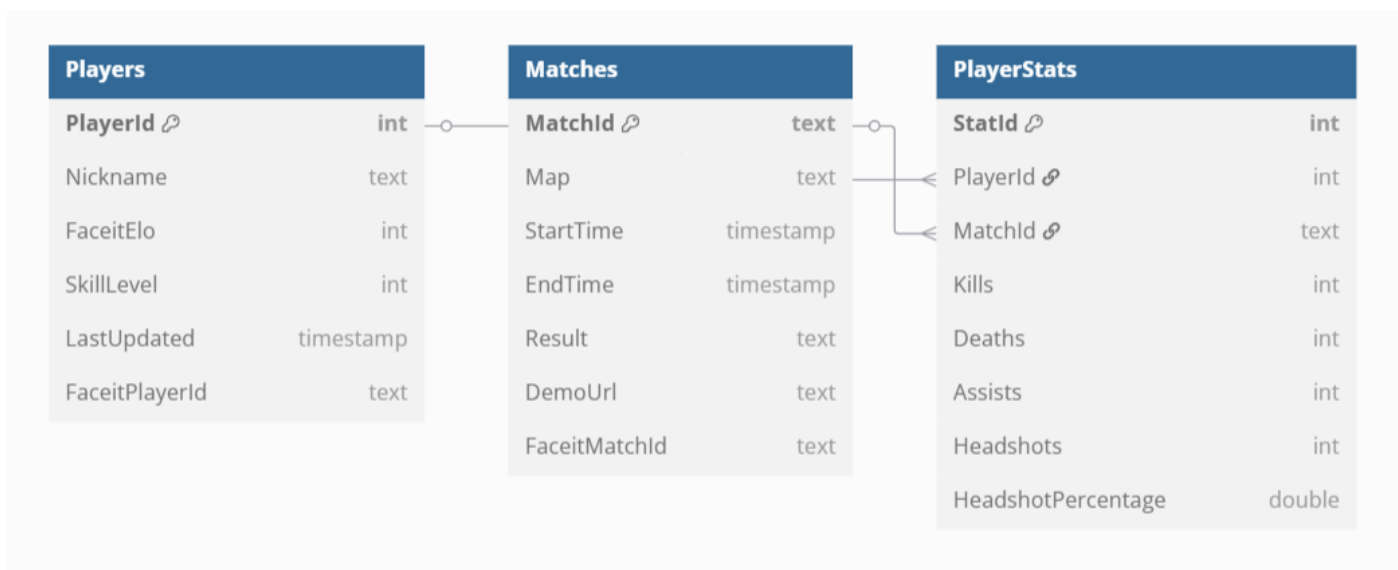 Players
PlayerId int
Nickname text
FaceitElo int
SkillLevel int
LastUpdated timestamp
FaceitPlayerId text
Matches
MatchId text
Map text
StartTime timestamp
EndTime timestamp
Result text
DemoUrl text
FaceitMatchId text
PlayerStats
StatId int
PlayerId int
MatchId text
Kills int
Deaths int
Assists int
Headshots int
HeadshotPercentage double